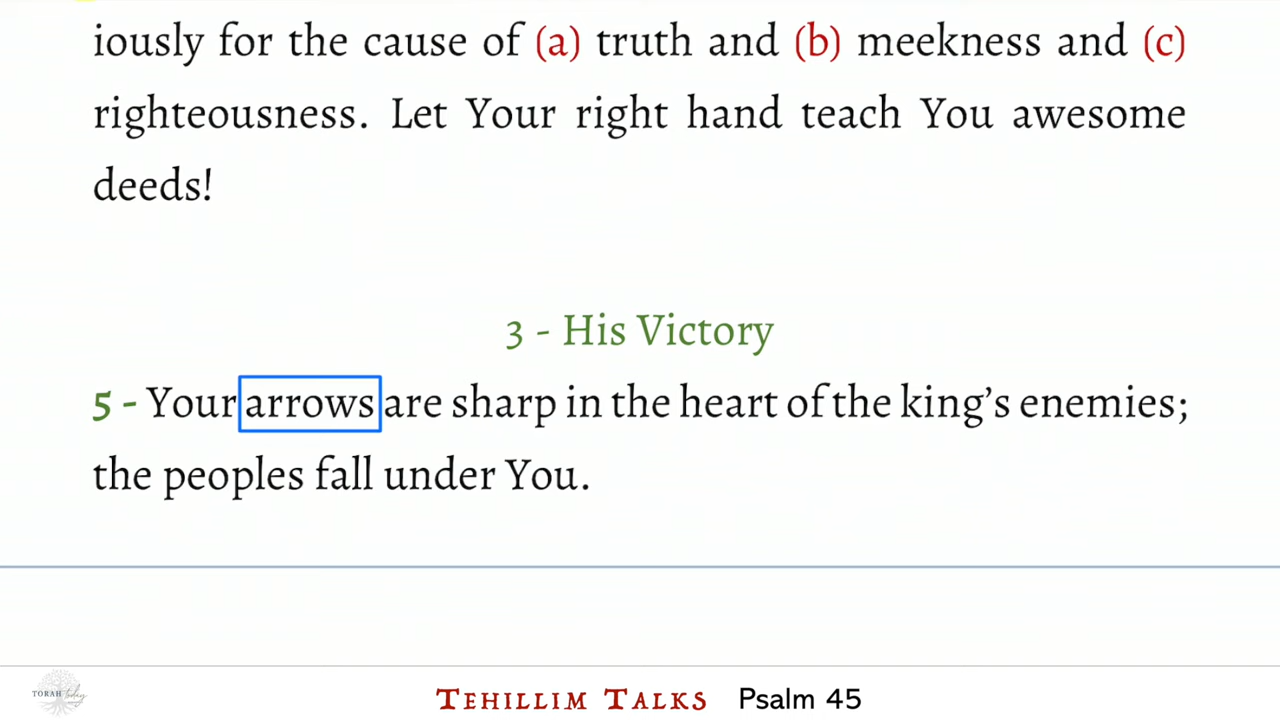 iously for the cause of (a) truth and (b) meekness and (c)
righteousness. Let Your right hand teach You awesome
deeds!
3 - His Victory
5 - Your arrows are sharp in the heart of the king’s enemies;
the peoples fall under You.
TORAH today
TEHILLIM TALKS Psalm 45